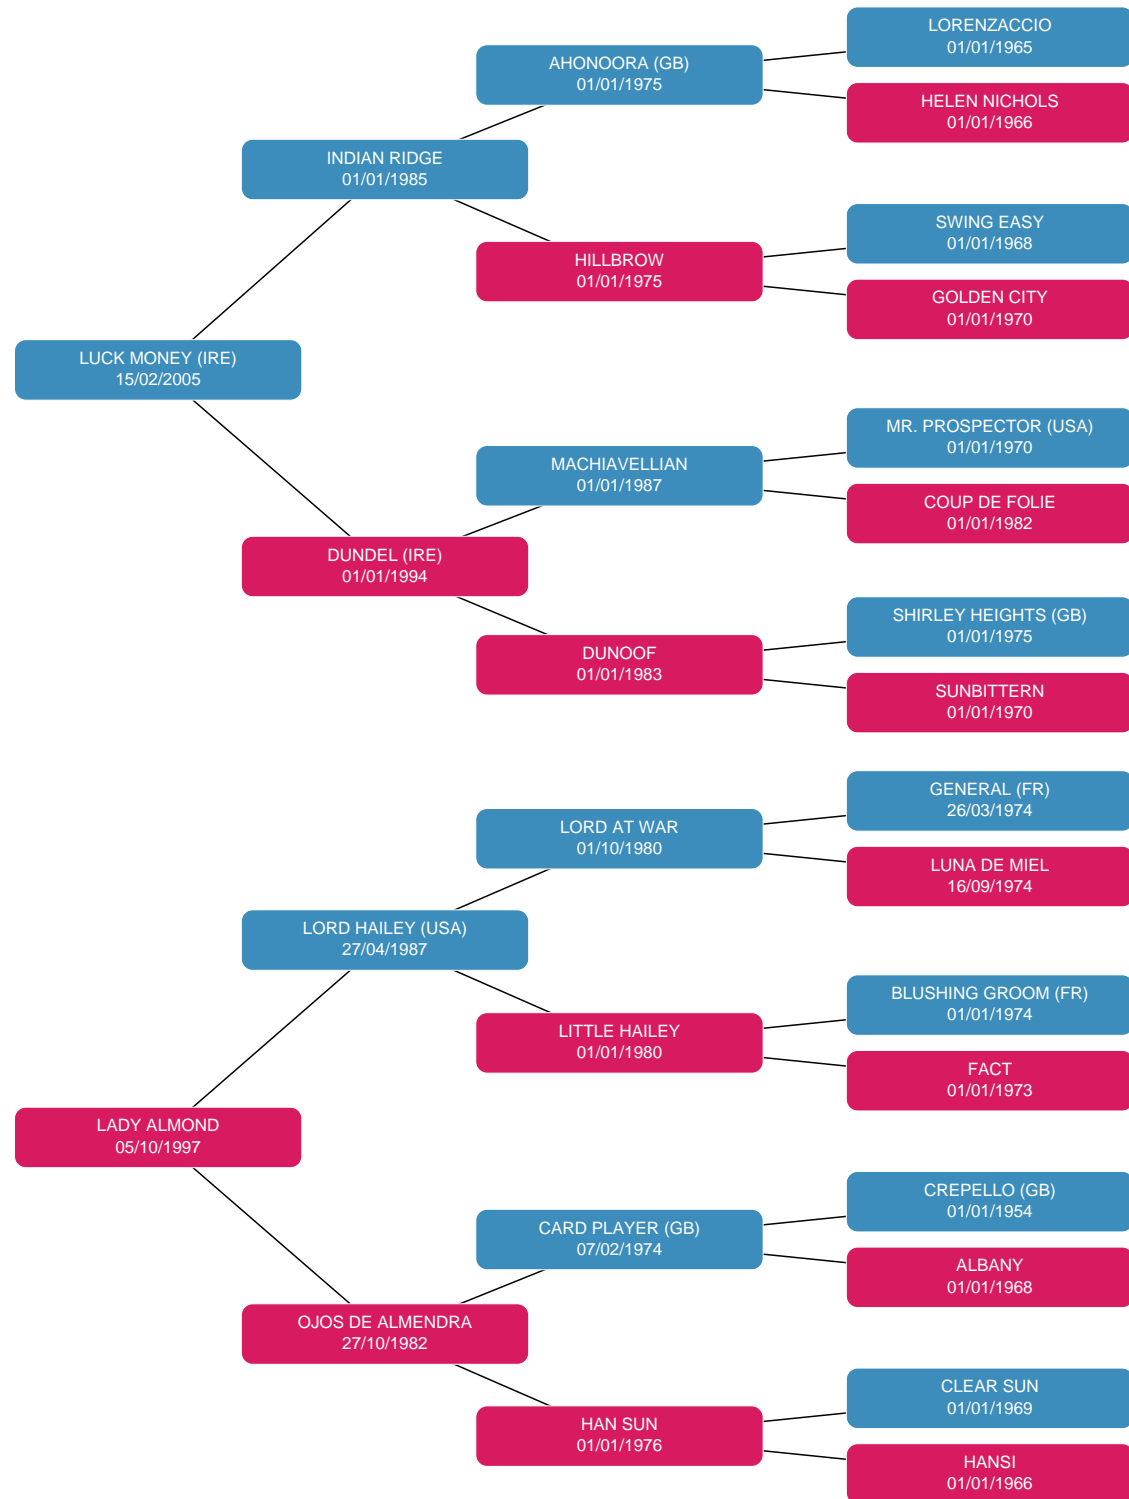 LORENZACCIO
01/01/1965
AHONOORA (GB)
01/01/1975
HELEN NICHOLS
01/01/1966
INDIAN RIDGE
01/01/1985
SWING EASY
01/01/1968
HILLBROW
01/01/1975
GOLDEN CITY
01/01/1970
LUCK MONEY (IRE)
15/02/2005
MR. PROSPECTOR (USA)
01/01/1970
MACHIAVELLIAN
01/01/1987
COUP DE FOLIE
01/01/1982
DUNDEL (IRE)
01/01/1994
SHIRLEY HEIGHTS (GB)
01/01/1975
DUNOOF
01/01/1983
SUNBITTERN
01/01/1970
GENERAL (FR)
26/03/1974
LORD AT WAR
01/10/1980
LUNA DE MIEL
16/09/1974
LORD HAILEY (USA)
27/04/1987
BLUSHING GROOM (FR)
01/01/1974
LITTLE HAILEY
01/01/1980
FACT
01/01/1973
LADY ALMOND
05/10/1997
CREPELLO (GB)
01/01/1954
CARD PLAYER (GB)
07/02/1974
ALBANY
01/01/1968
OJOS DE ALMENDRA
27/10/1982
CLEAR SUN
01/01/1969
HAN SUN
01/01/1976
HANSI
01/01/1966